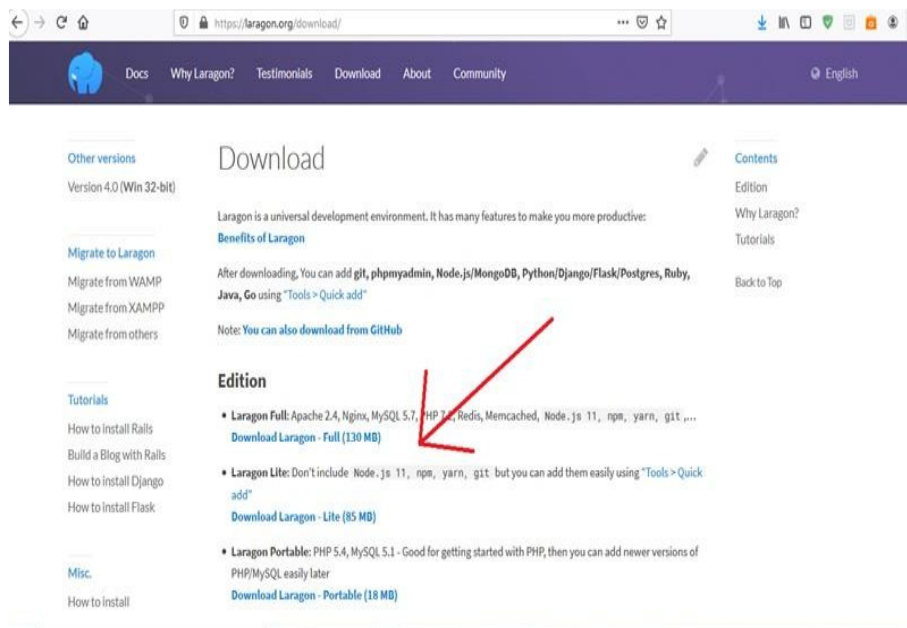 https://laragon.org/download/
Docs Why Laragon? Testimonials Download About Community English
Other versions
Version 4.0 (Win 32-bit)
Migrate to Laragon
Migrate from WAMP
Migrate from XAMPP
Migrate from others
Tutorials
How to install Rails
Build a Blog with Rails
How to install Django
How to install Flask
Misc.
How to install
Download
Laragon is a universal development environment. It has many features to make you more productive:
Benefits of Laragon
After downloading, You can add git, phpmyadmin, Node.js/MongoDB, Python/Django/Flask/Postgres, Ruby,
Java, Go using "Tools > Quick add"
Note: You can also download from GitHub
Edition
• Laragon Full: Apache 2.4, Nginx, MySQL 5.7, PHP Redis, Memcached, Node.js 11, npm, yarn, git ,...
Download Laragon - Full (130 MB)
• Laragon Lite: Don't include Node.js 11, npm, yarn, git but you can add them easily using "Tools > Quick
add"
Download Laragon - Lite (85 MB)
• Laragon Portable: PHP 5.4, MySQL 5.1 - Good for getting started with PHP, then you can add newer versions of
PHP/MySQL easily later
Download Laragon - Portable (18 MB)
Contents
Edition
Why Laragon?
Tutorials
Back to Top